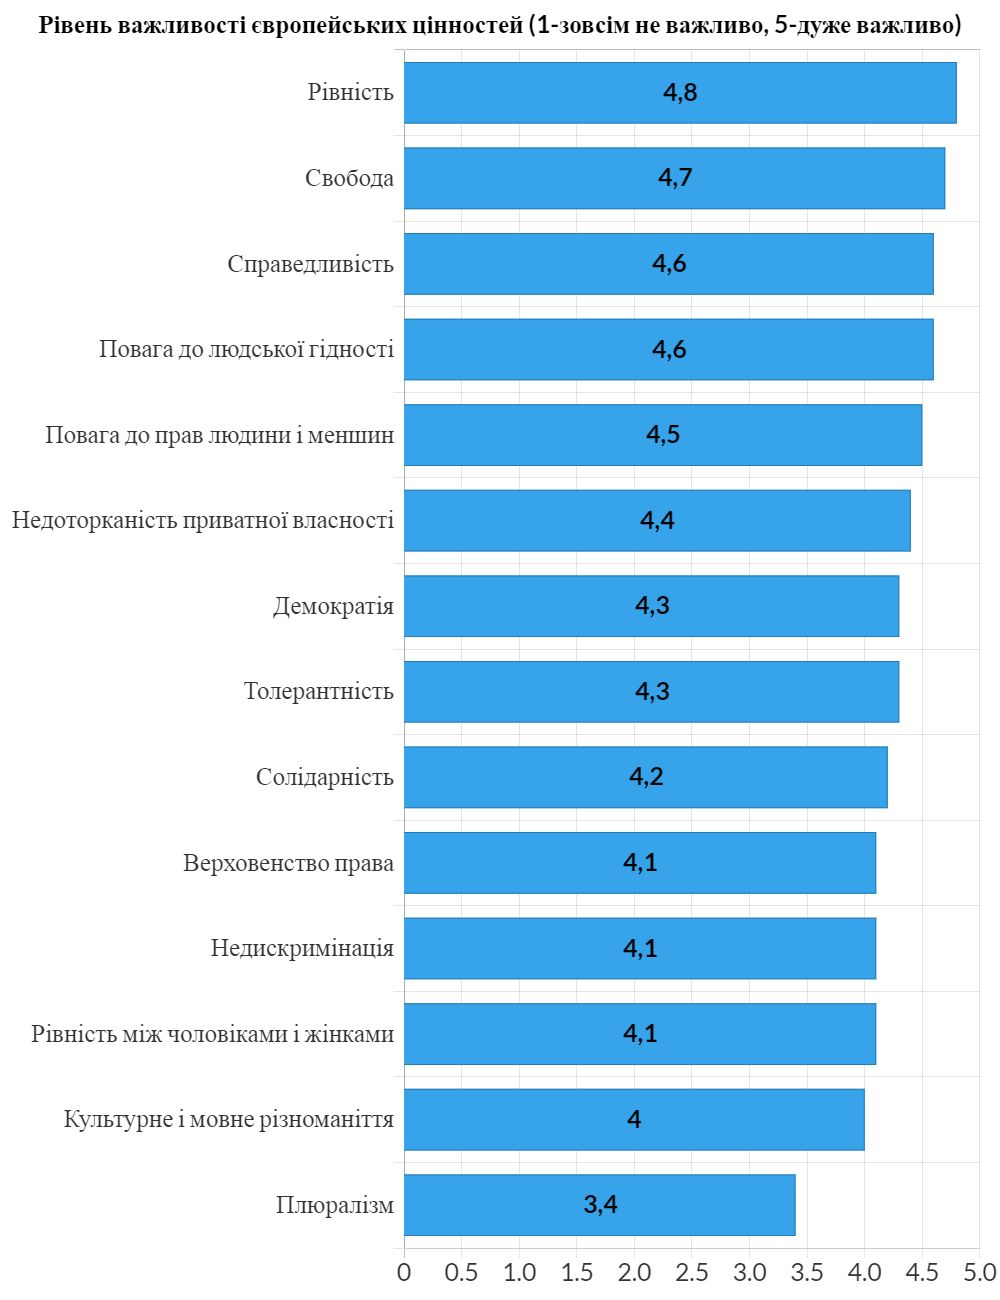 Рівень важливості європейських цінностей (1-зовсім не важливо, 5-дуже важливо)
Рівність 4,8
Свобода 4,7
Справедливість 4,6
Повага до людської гідності 4,6
Повага до прав людини і меншин 4,5
Недоторканість приватної власності 4,4
Демократія 4,3
Толерантність 4,3
Солідарність 4,2
Верховенство права 4,1
Недискримінація 4,1
Рівність між чоловіками і жінками 4,1
Культурне і мовне різноманіття 4
Плюралізм 3,4
0 0.5 1.0 1.5 2.0 2.5 3.0 3.5 4.0 4.5 5.0